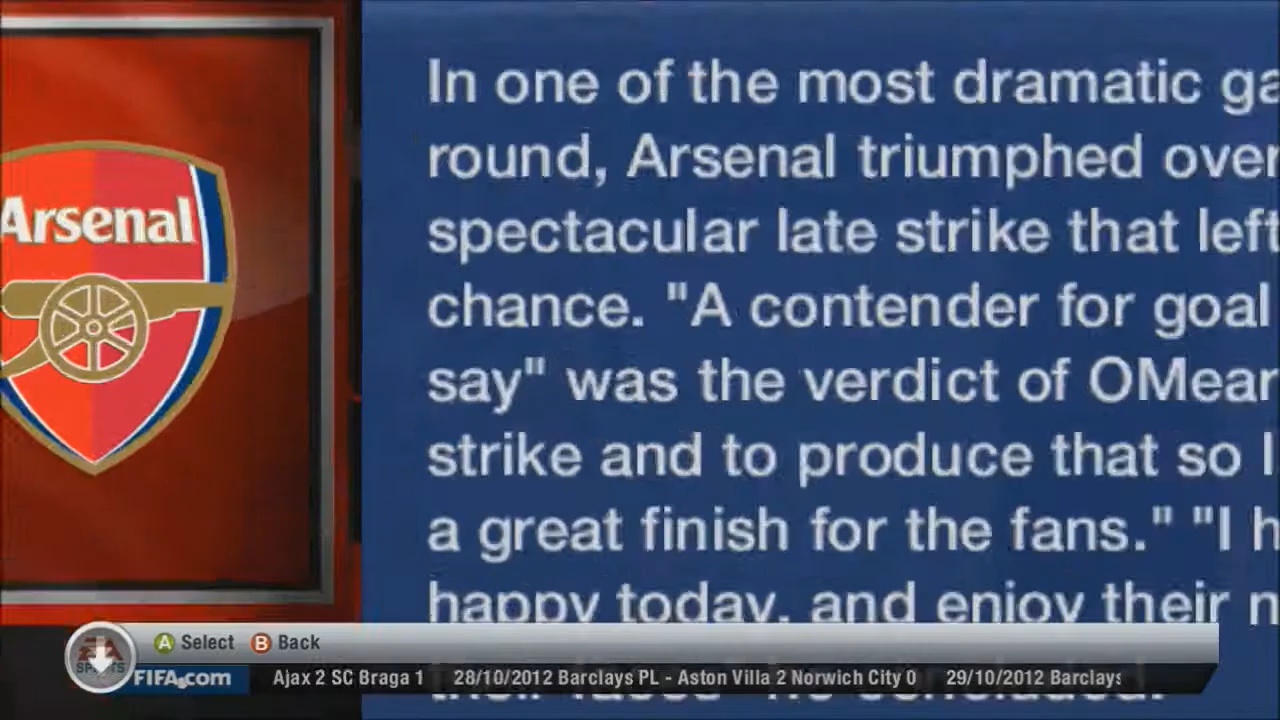 Arsenal
In one of the most dramatic ga
round, Arsenal triumphed over
spectacular late strike that left
chance. "A contender for goal
say" was the verdict of OMear
strike and to produce that so l
a great finish for the fans." "I h
happy today, and enjoy their n
A Select B Back
EA SPORTS
FIFA.com
Ajax 2 SC Braga 1 28/10/2012 Barclays PL - Aston Villa 2 Norwich City 0 29/10/2012 Barclays